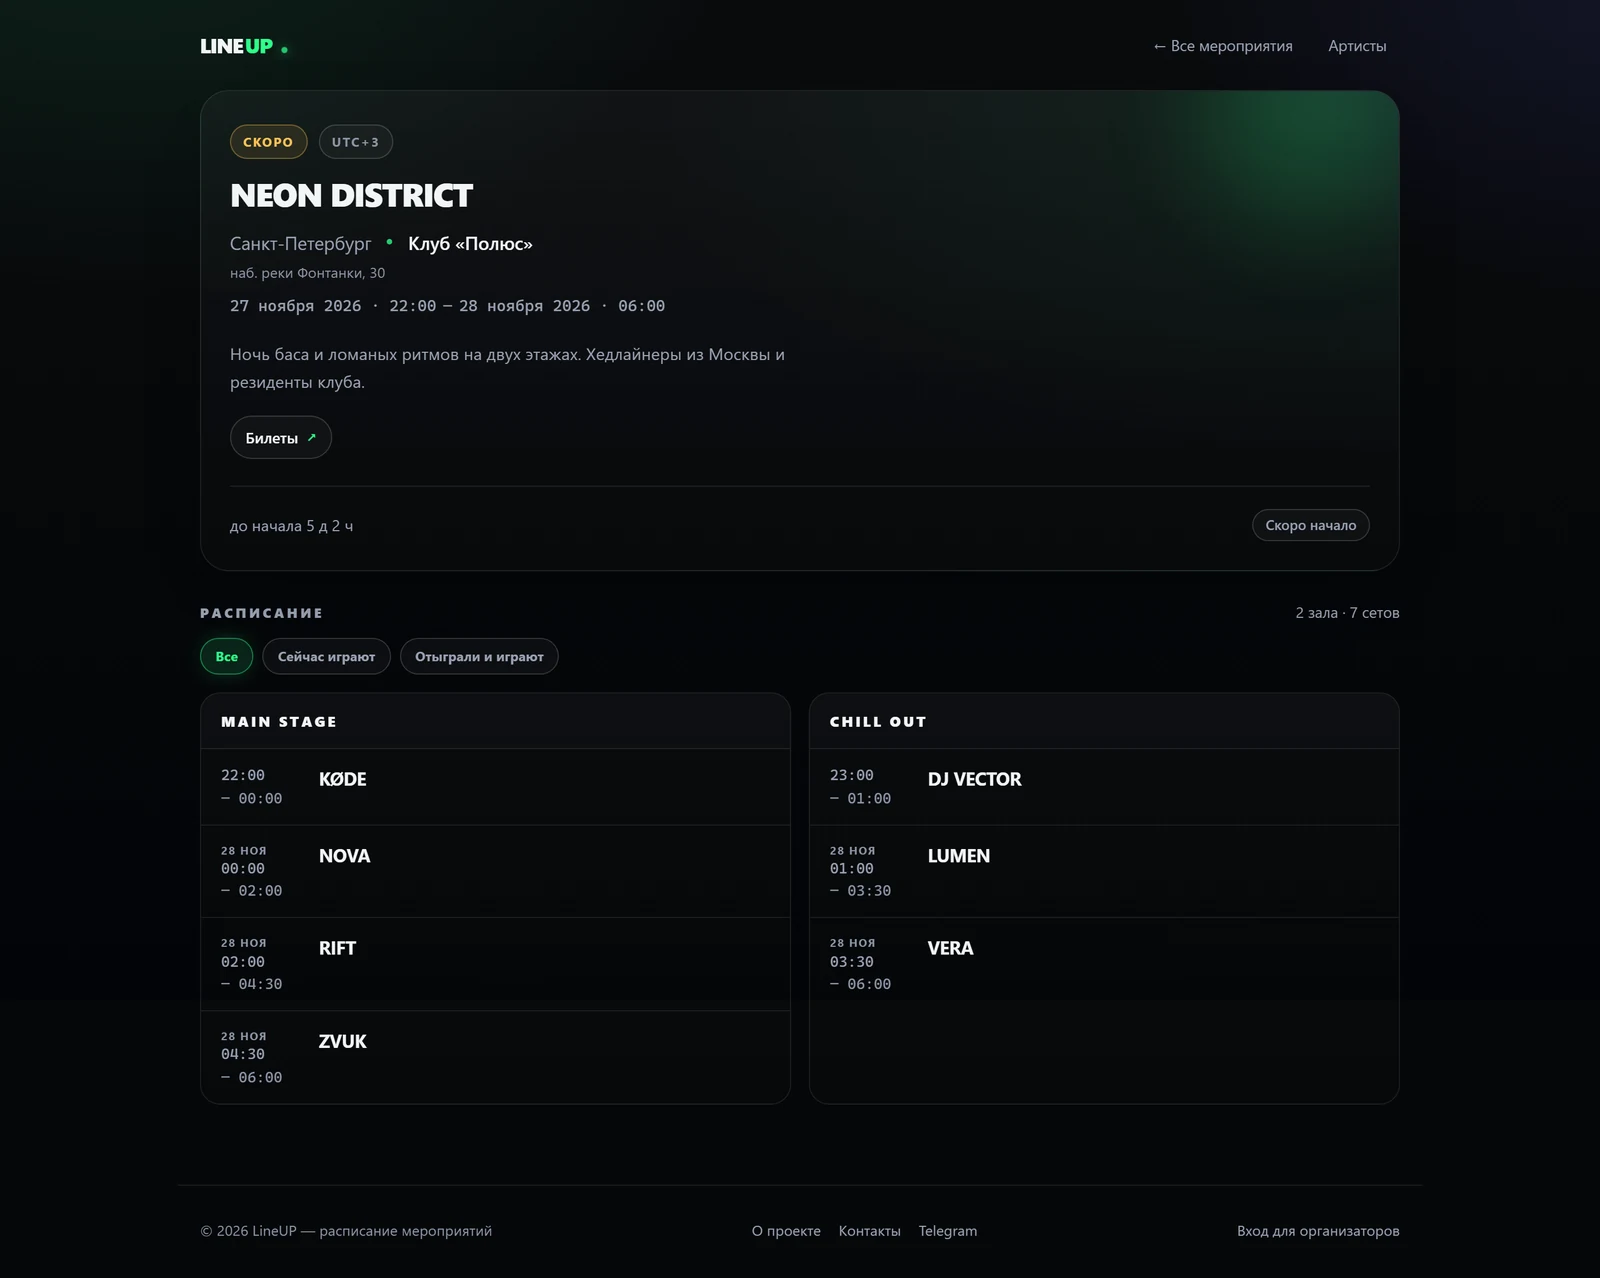 LINEUP
← Все мероприятия
Артисты
СКОРО
UTC+3
NEON DISTRICT
Санкт-Петербург • Клуб «Полюс»
наб. реки Фонтанки, 30
27 ноября 2026 · 22:00 — 28 ноября 2026 · 06:00
Ночь баса и ломаных ритмов на двух этажах. Хедлайнеры из Москвы и
резиденты клуба.
Билеты ↗
до начала 5 д 2 ч
Скоро начало
РАСПИСАНИЕ
2 зала · 7 сетов
Все
Сейчас играют
Отыграли и играют
MAIN STAGE
22:00
— 00:00
KØDE
28 НОЯ
00:00
— 02:00
NOVA
28 НОЯ
02:00
— 04:30
RIFT
28 НОЯ
04:30
— 06:00
ZVUK
CHILL OUT
23:00
— 01:00
DJ VECTOR
28 НОЯ
01:00
— 03:30
LUMEN
28 НОЯ
03:30
— 06:00
VERA
© 2026 LineUP — расписание мероприятий
О проекте
Контакты
Telegram
Вход для организаторов